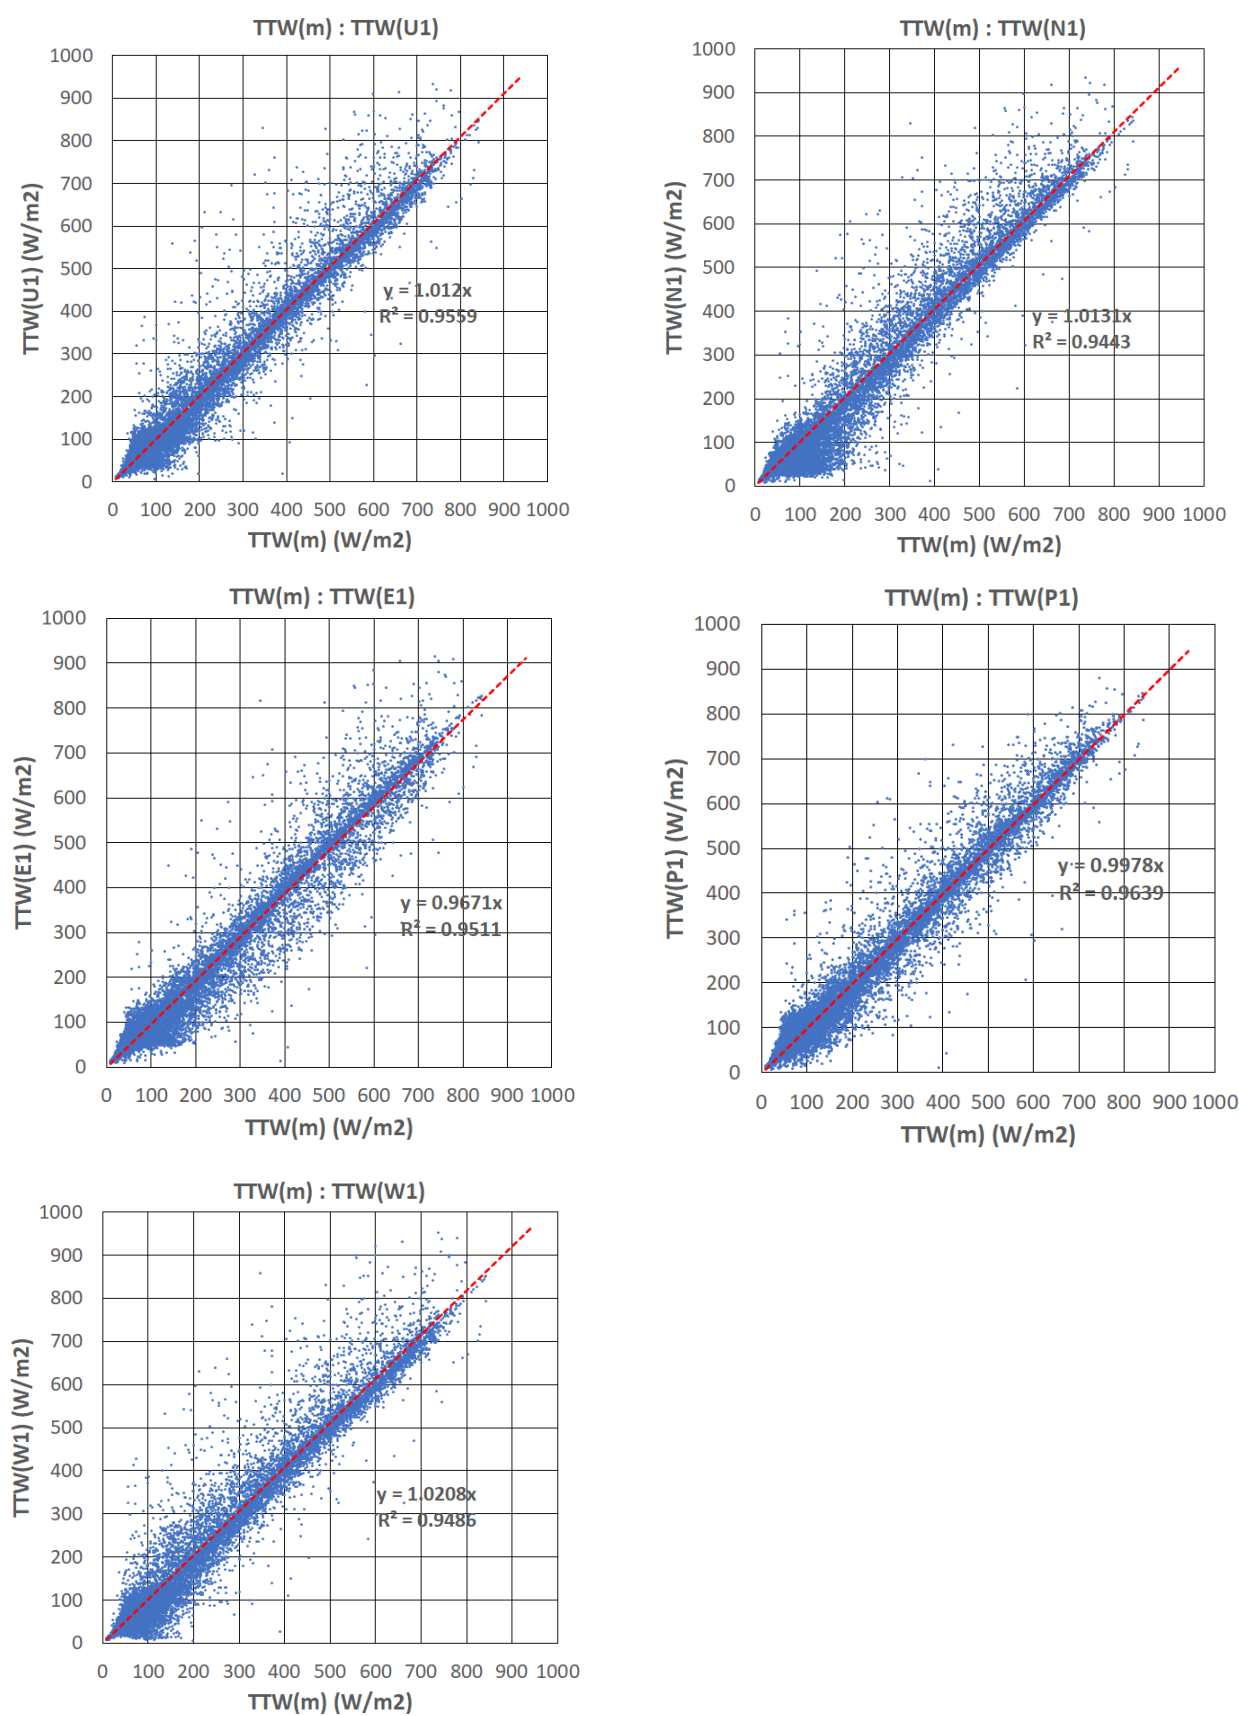 TTW(m) : TTW(U1)
1000
900
800
700
600
500
400
300
200
100
0
TTW(U1) (W/m2)
y = 1.012x
R² = 0.9559
0 100 200 300 400 500 600 700 800 900 1000
TTW(m) (W/m2)
TTW(m) : TTW(N1)
1000
900
800
700
600
500
400
300
200
100
0
TTW(N1) (W/m2)
y = 1.0131x
R² = 0.9443
0 100 200 300 400 500 600 700 800 900 1000
TTW(m) (W/m2)
TTW(m) : TTW(E1)
1000
900
800
700
600
500
400
300
200
100
0
TTW(E1) (W/m2)
y = 0.9671x
R² = 0.9511
0 100 200 300 400 500 600 700 800 900 1000
TTW(m) (W/m2)
TTW(m) : TTW(P1)
1000
900
800
700
600
500
400
300
200
100
0
TTW(P1) (W/m2)
y = 0.9978x
R² = 0.9639
0 100 200 300 400 500 600 700 800 900 1000
TTW(m) (W/m2)
TTW(m) : TTW(W1)
1000
900
800
700
600
500
400
300
200
100
0
TTW(W1) (W/m2)
y = 1.0208x
R² = 0.9486
0 100 200 300 400 500 600 700 800 900 1000
TTW(m) (W/m2)